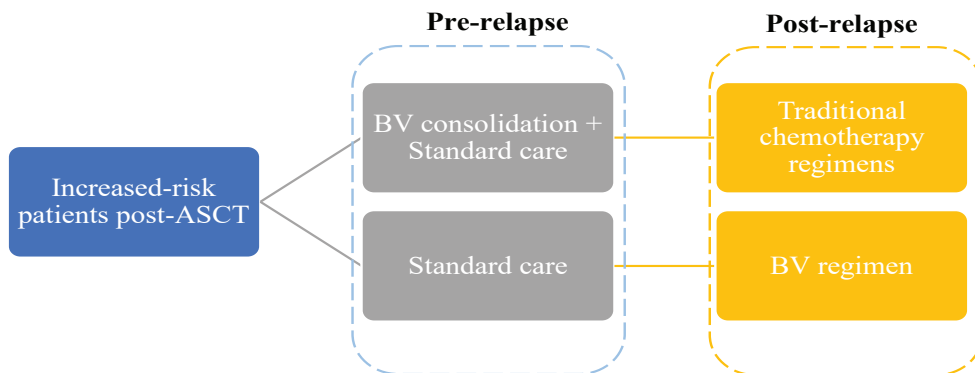 Pre-relapse
Post-relapse
Increased-risk
patients post-ASCT
BV consolidation +
Standard care
Traditional
chemotherapy
regimens
Standard care
BV regimen